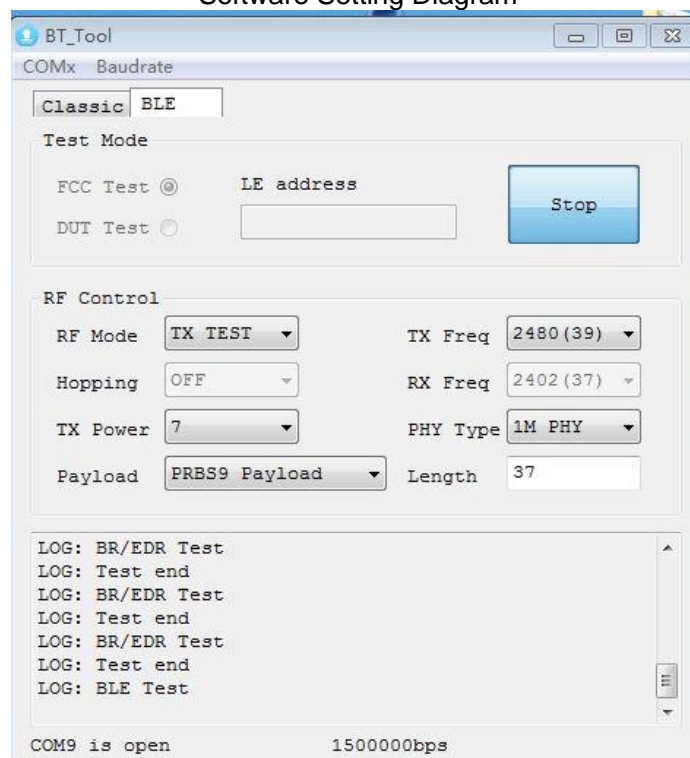 Software Setting Diagram
BT_Tool
COMx Baudrate
Classic BLE
Test Mode
FCC Test LE address
Stop
DUT Test
RF Control
RF Mode TX TEST TX Freq 2480(39)
Hopping OFF RX Freq 2402(37)
TX Power 7 PHY Type 1M PHY
Payload PRBS9 Payload Length 37
LOG: BR/EDR Test
LOG: Test end
LOG: BR/EDR Test
LOG: Test end
LOG: BR/EDR Test
LOG: Test end
LOG: BLE Test
COM9 is open 1500000bps